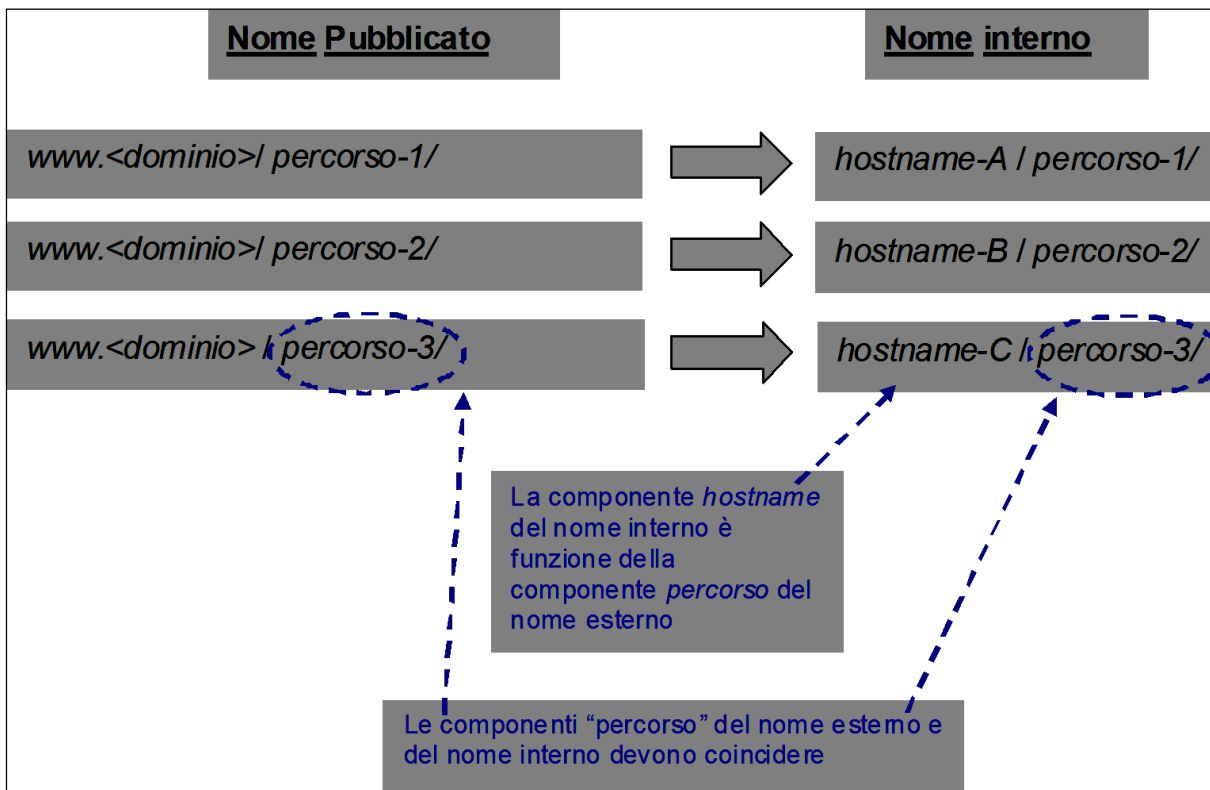 Nome Pubblicato
Nome interno
www.<dominio>/ percorso-1/
hostname-A / percorso-1/
www.<dominio>/ percorso-2/
hostname-B / percorso-2/
www.<dominio> / percorso-3/
hostname-C / percorso-3/
La componente hostname
del nome interno è
funzione della
componente percorso del
nome esterno
Le componenti “percorso” del nome esterno e
del nome interno devono coincidere